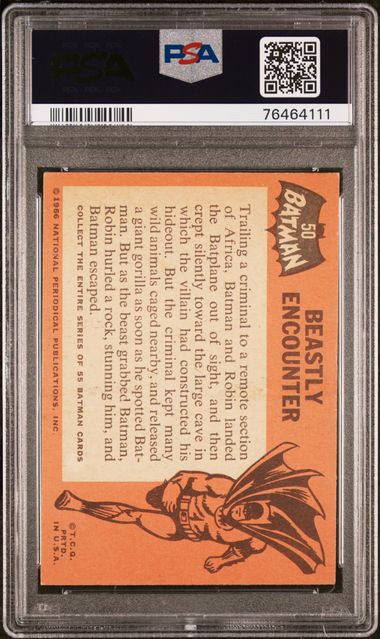 PSA
PSA
76464111
50
BATMAN
BEASTLY
ENCOUNTER
Trailing a criminal to a remote section
of Africa, Batman and Robin landed
the Batplane out of sight, and then
crept silently toward the large cave in
which the villain had constructed his
hideout. But the criminal kept many
wild animals caged nearby, and released
a giant gorilla as soon as he spotted Bat-
man. But as the beast grabbed Batman,
Robin hurled a rock, stunning him, and
Batman escaped.
COLLECT THE ENTIRE SERIES OF 55 BATMAN CARDS
©1966 NATIONAL PERIODICAL PUBLICATIONS, INC
© T.C.G.
PRTD.
IN U.S.A.